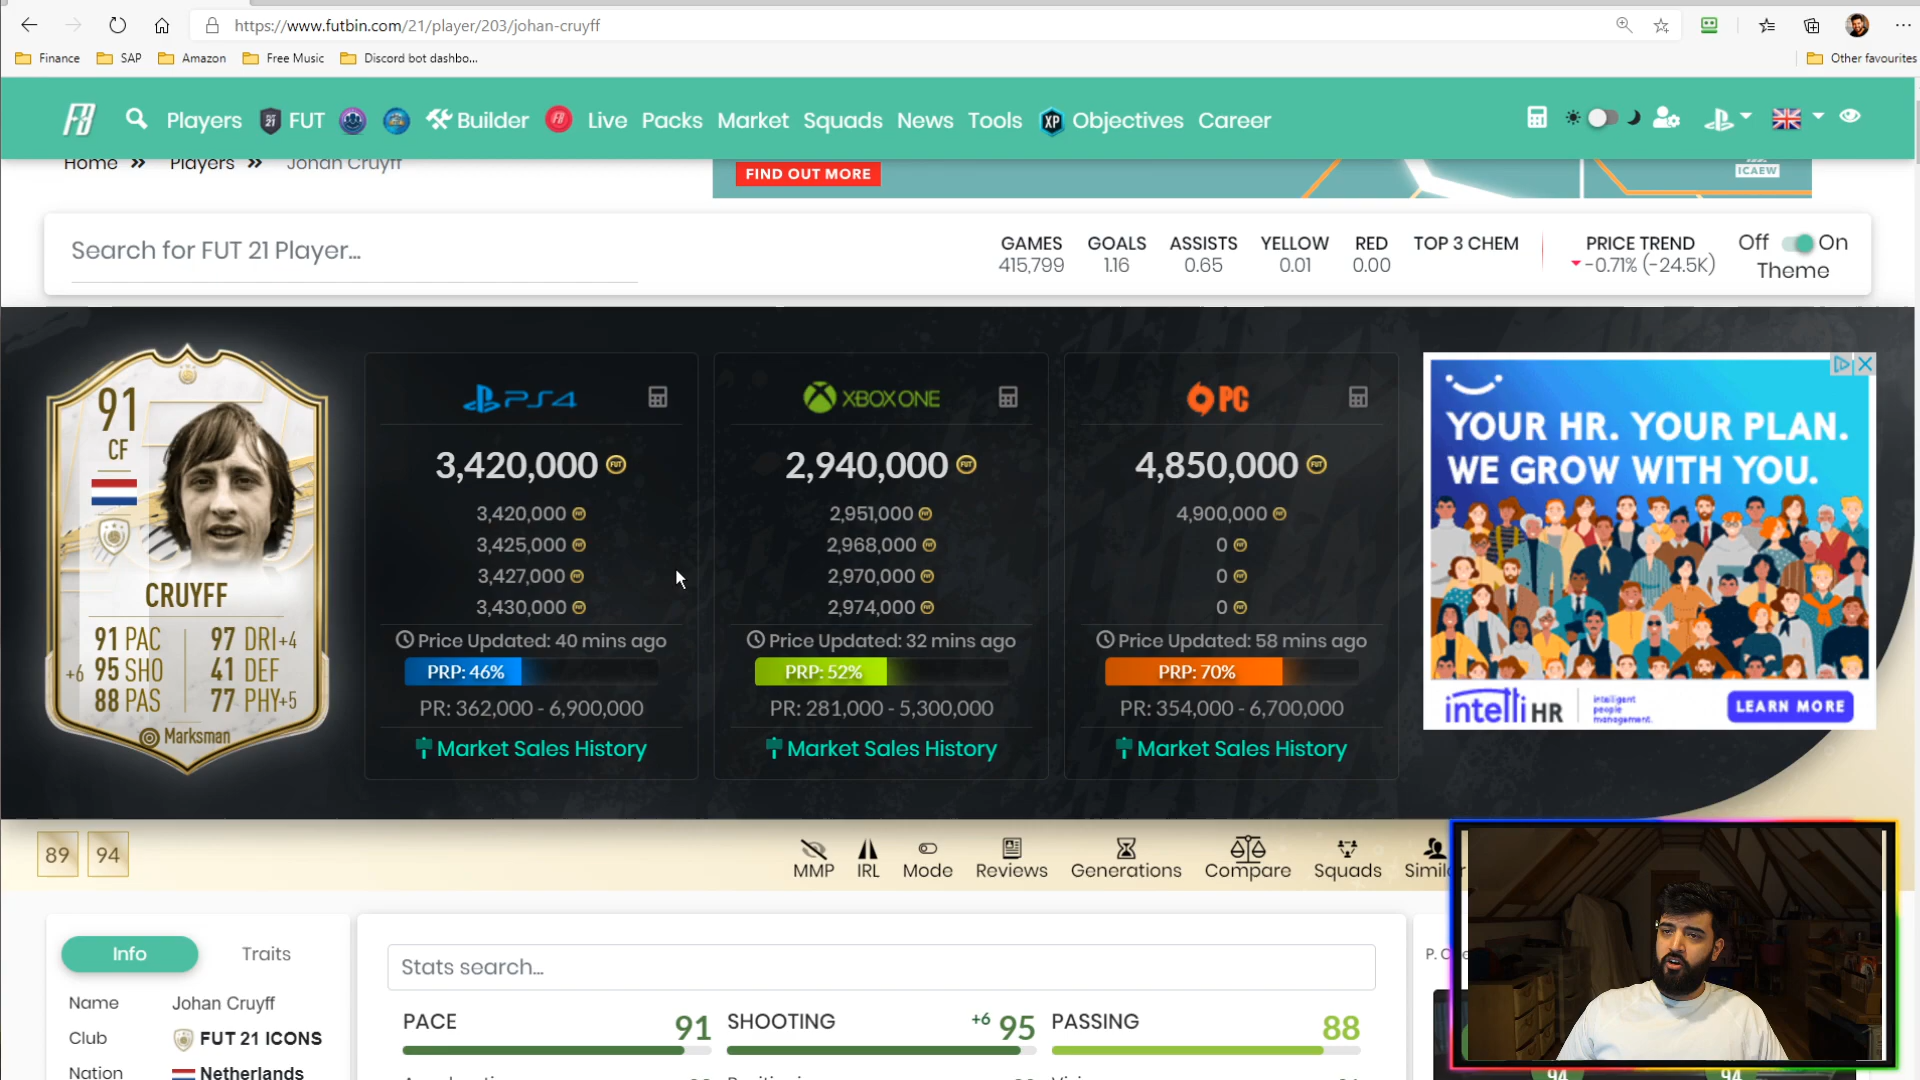 https://www.futbin.com/21/player/203/johan-cruyff
Finance SAP Amazon Free Music Discord bot dashbo... Other favourites
Players FUT Builder Live Packs Market Squads News Tools Objectives Career
Home » Players » Johan Cruyff
FIND OUT MORE
ICAEW
Search for FUT 21 Player...
GAMES GOALS ASSISTS YELLOW RED TOP 3 CHEM PRICE TREND Off On
415,799 1.16 0.65 0.01 0.00 -0.71% (-24.5K) Theme
91
CF
CRUYFF
91 PAC 97 DRI+4
+6 95 SHO 41 DEF
88 PAS 77 PHY+5
Marksman
PS4
3,420,000
3,420,000
3,425,000
3,427,000
3,430,000
Price Updated: 40 mins ago
PRP: 46%
PR: 362,000 - 6,900,000
Market Sales History
XBOX ONE
2,940,000
2,951,000
2,968,000
2,970,000
2,974,000
Price Updated: 32 mins ago
PRP: 52%
PR: 281,000 - 5,300,000
Market Sales History
PC
4,850,000
4,900,000
0
0
0
Price Updated: 58 mins ago
PRP: 70%
PR: 354,000 - 6,700,000
Market Sales History
YOUR HR. YOUR PLAN.
WE GROW WITH YOU.
intelliHR intelligent people management. LEARN MORE
89 94
MMP IRL Mode Reviews Generations Compare Squads
Info Traits
Name Johan Cruyff
Club FUT 21 ICONS
Nation Netherlands
Stats search...
PACE 91 SHOOTING +6 95 PASSING 88
94 94